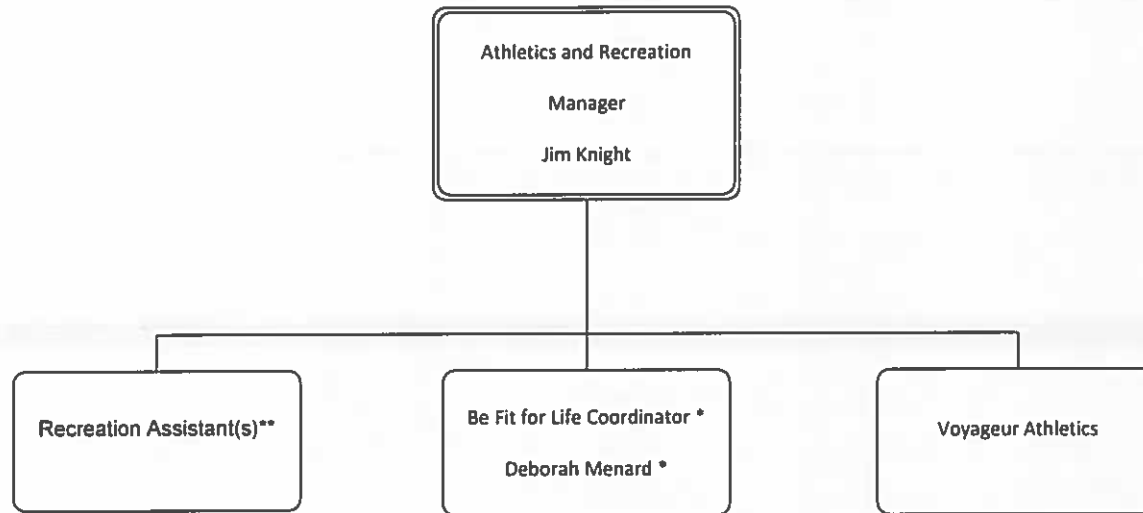 Athletics and Recreation
Manager
Jim Knight
Recreation Assistant(s)**
Be Fit for Life Coordinator *
Deborah Menard *
Voyageur Athletics